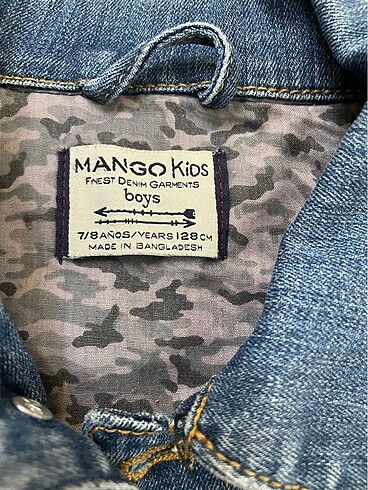 MANGO KIDS
FINEST DENIM GARMENTS
boys
7/8 AÑOS/YEARS 128 CM
MADE IN BANGLADESH